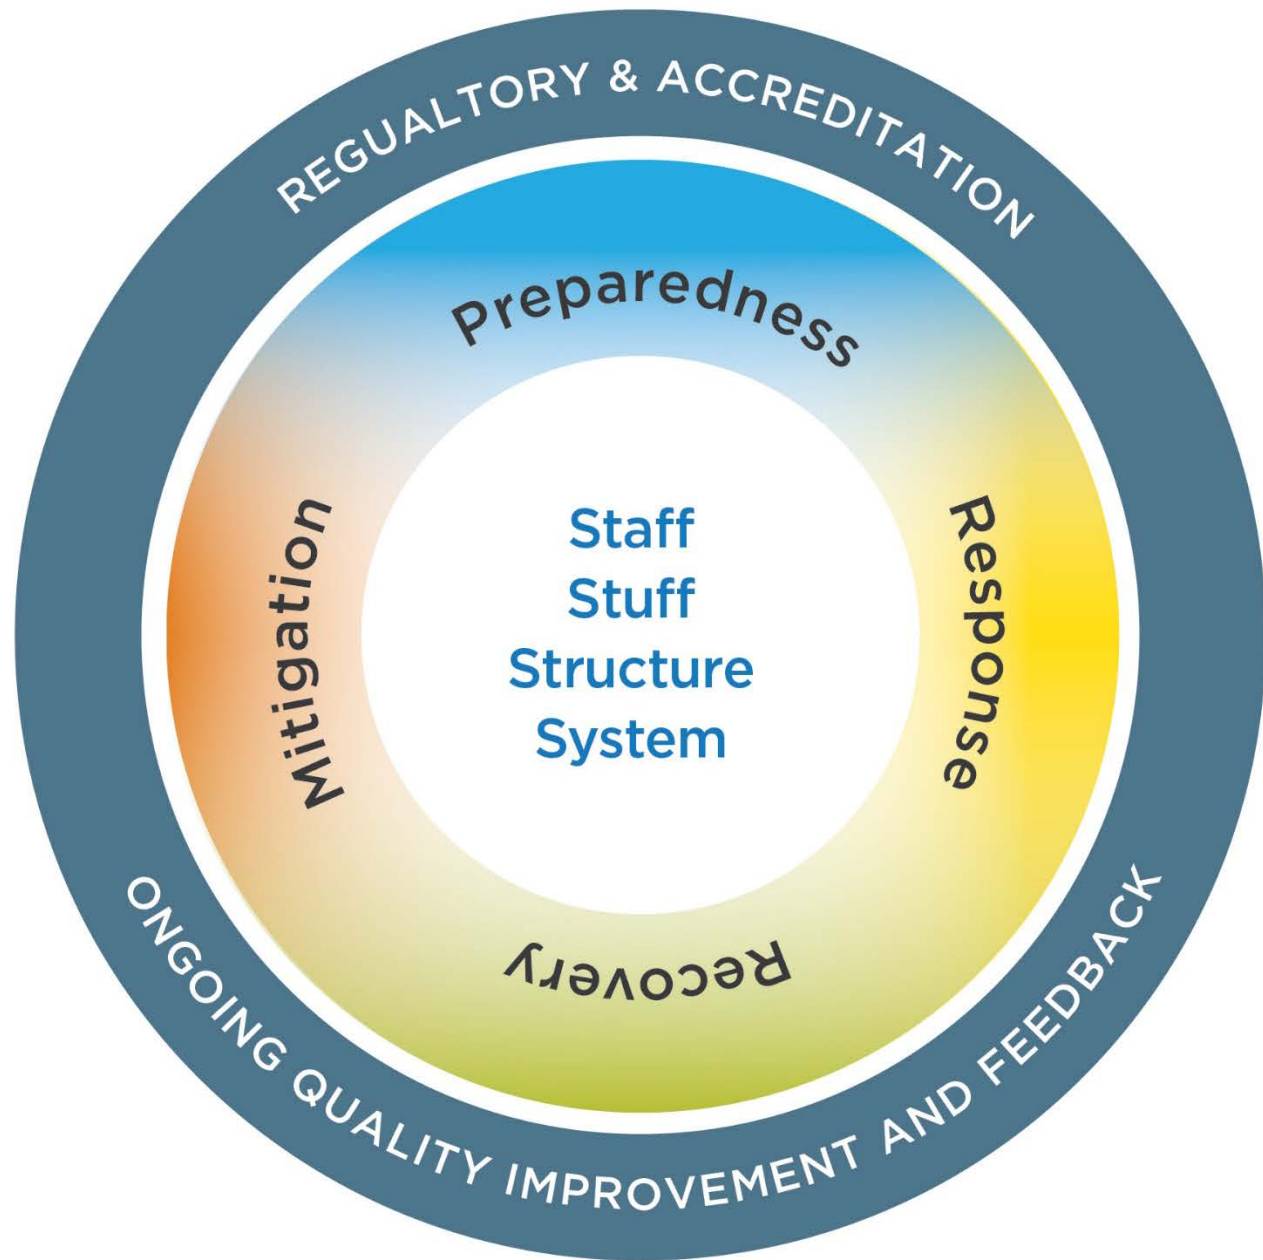 REGUALTORY & ACCREDITATION
Preparedness
Response
Recovery
Mitigation
Staff
Stuff
Structure
System
ONGOING QUALITY IMPROVEMENT AND FEEDBACK